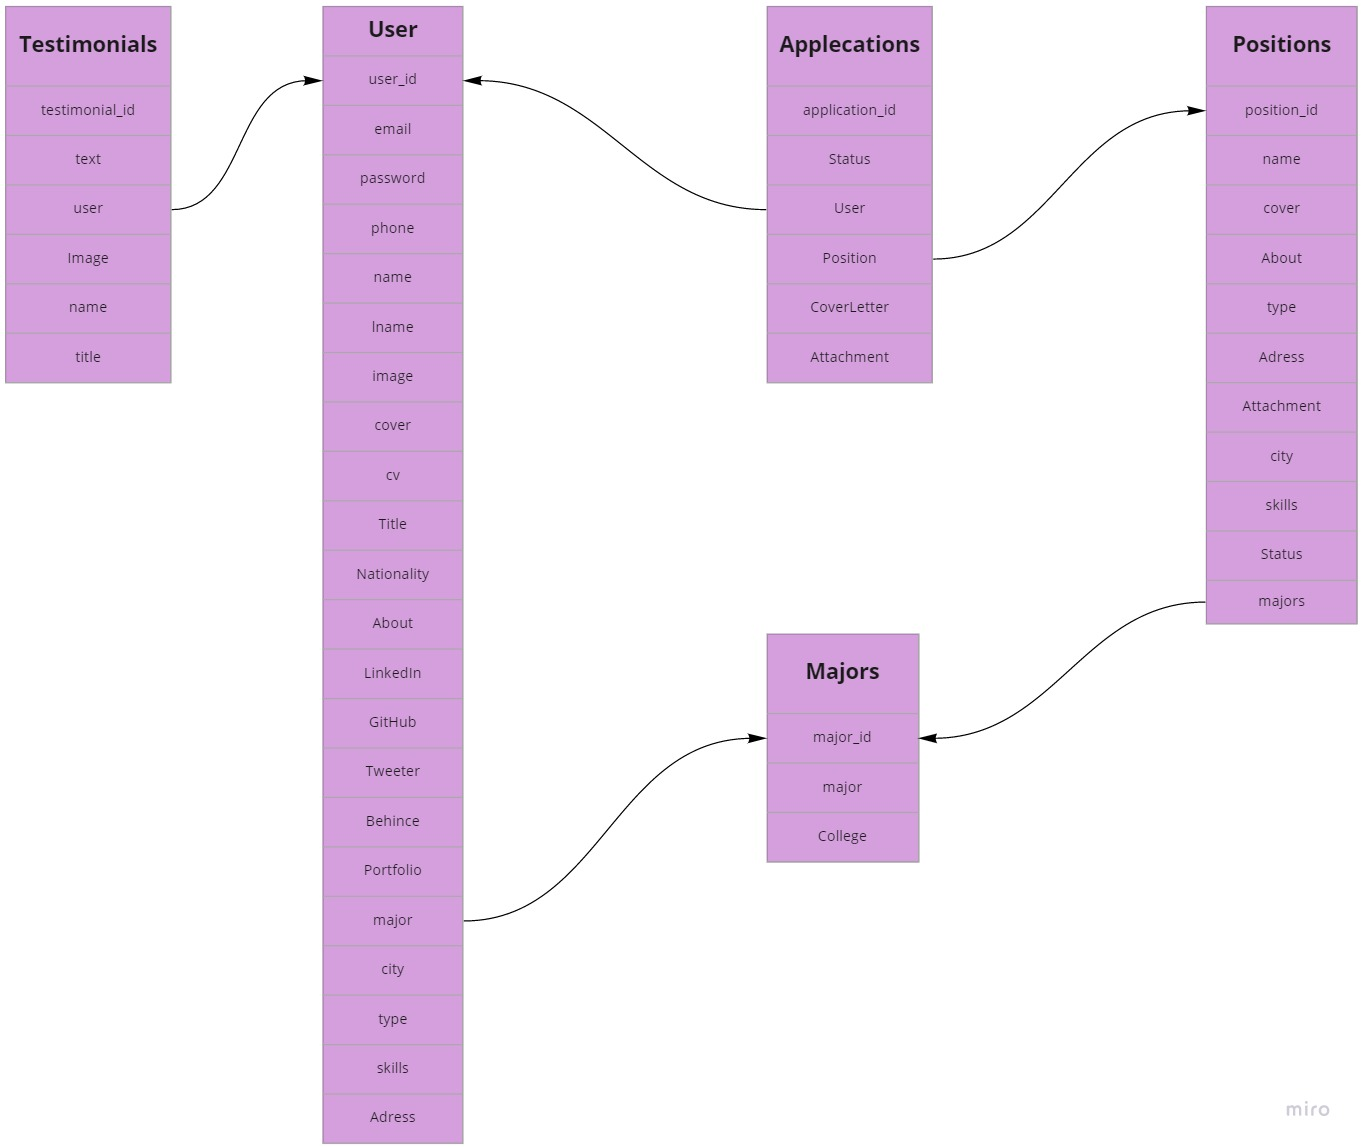 Testimonials
testimonial_id
text
user
Image
name
title
User
user_id
email
password
phone
name
lname
image
cover
cv
Title
Nationality
About
LinkedIn
GitHub
Tweeter
Behince
Portfolio
major
city
type
skills
Adress
Applecations
application_id
Status
User
Position
CoverLetter
Attachment
Majors
major_id
major
College
Positions
position_id
name
cover
About
type
Adress
Attachment
city
skills
Status
majors
miro